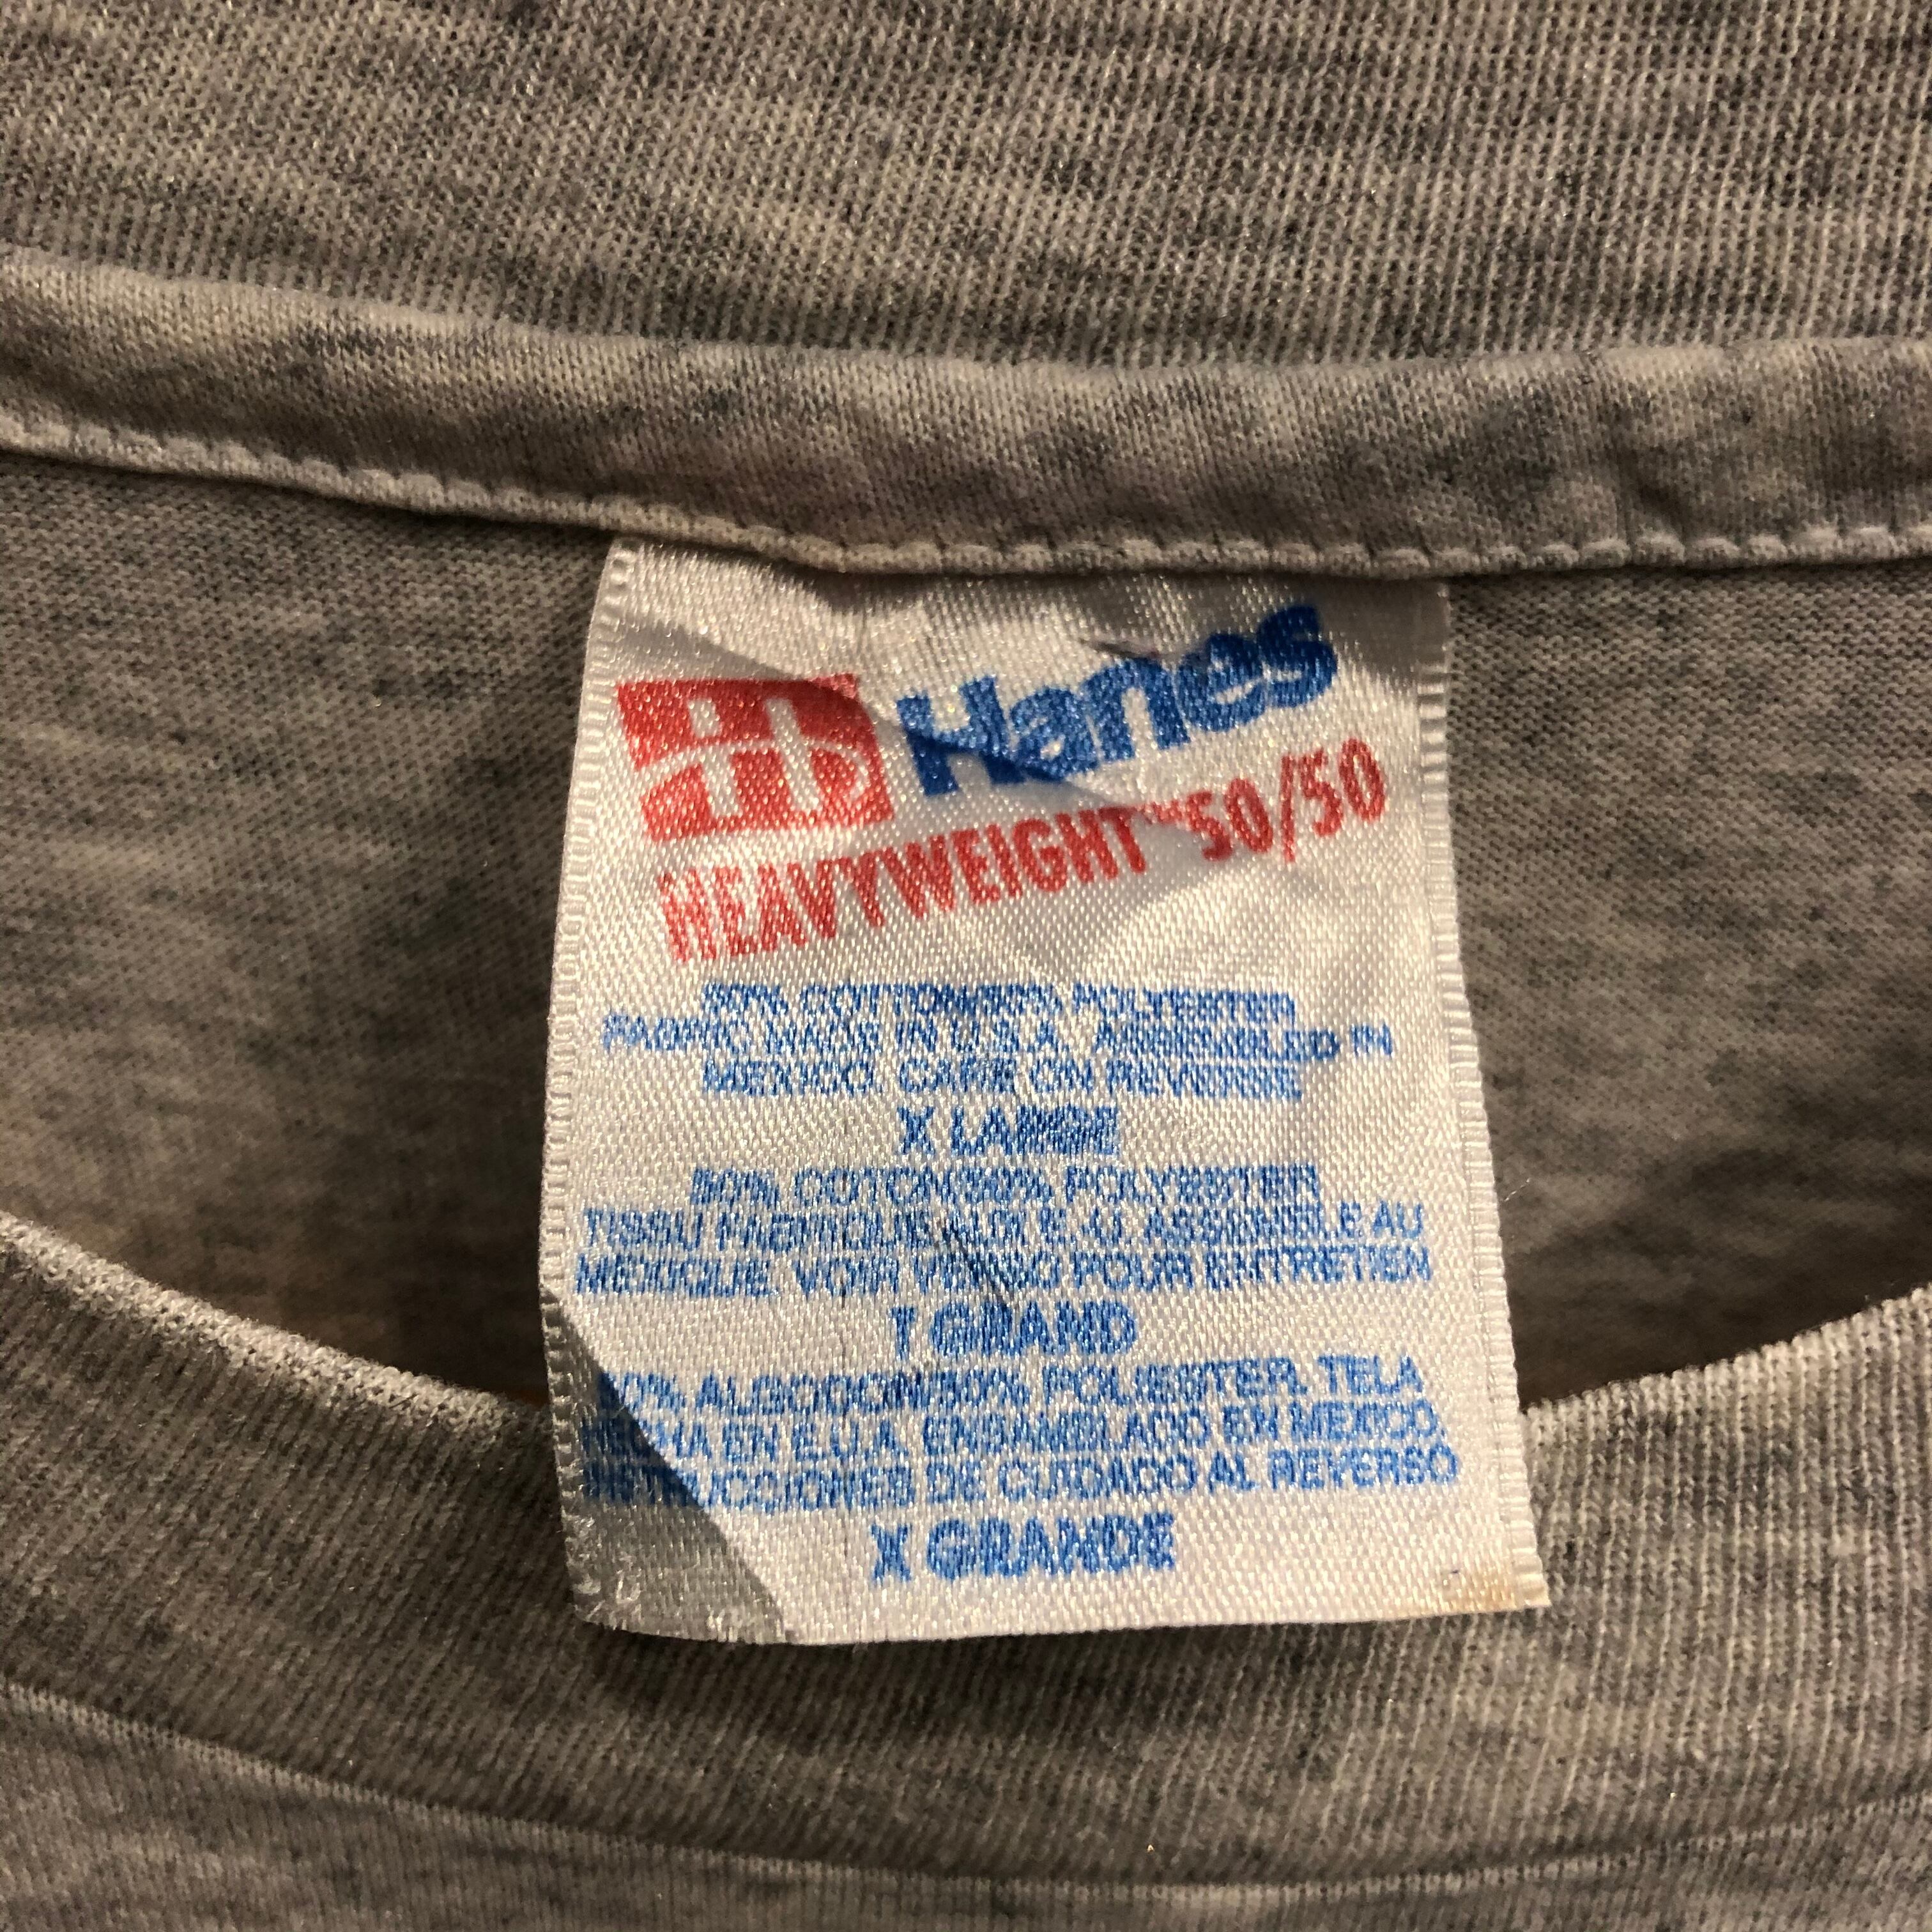 H Hanes
HEAVYWEIGHT™ 50/50
50% COTTON/50% POLYESTER
FABRIC MADE IN U.S.A. ASSEMBLED IN
MEXICO. CARE ON REVERSE
X LARGE
50% COTON/50% POLYESTER
TISSU FABRIQUE AUX E-U. ASSEMBLE AU
MEXIQUE. VOIR VERSO POUR ENTRETIEN
T GRAND
50% ALGODON/50% POLIESTER. TELA
HECHA EN E.U.A. ENSAMBLADO EN MEXICO
INSTRUCCIONES DE CUIDADO AL REVERSO
X GRANDE